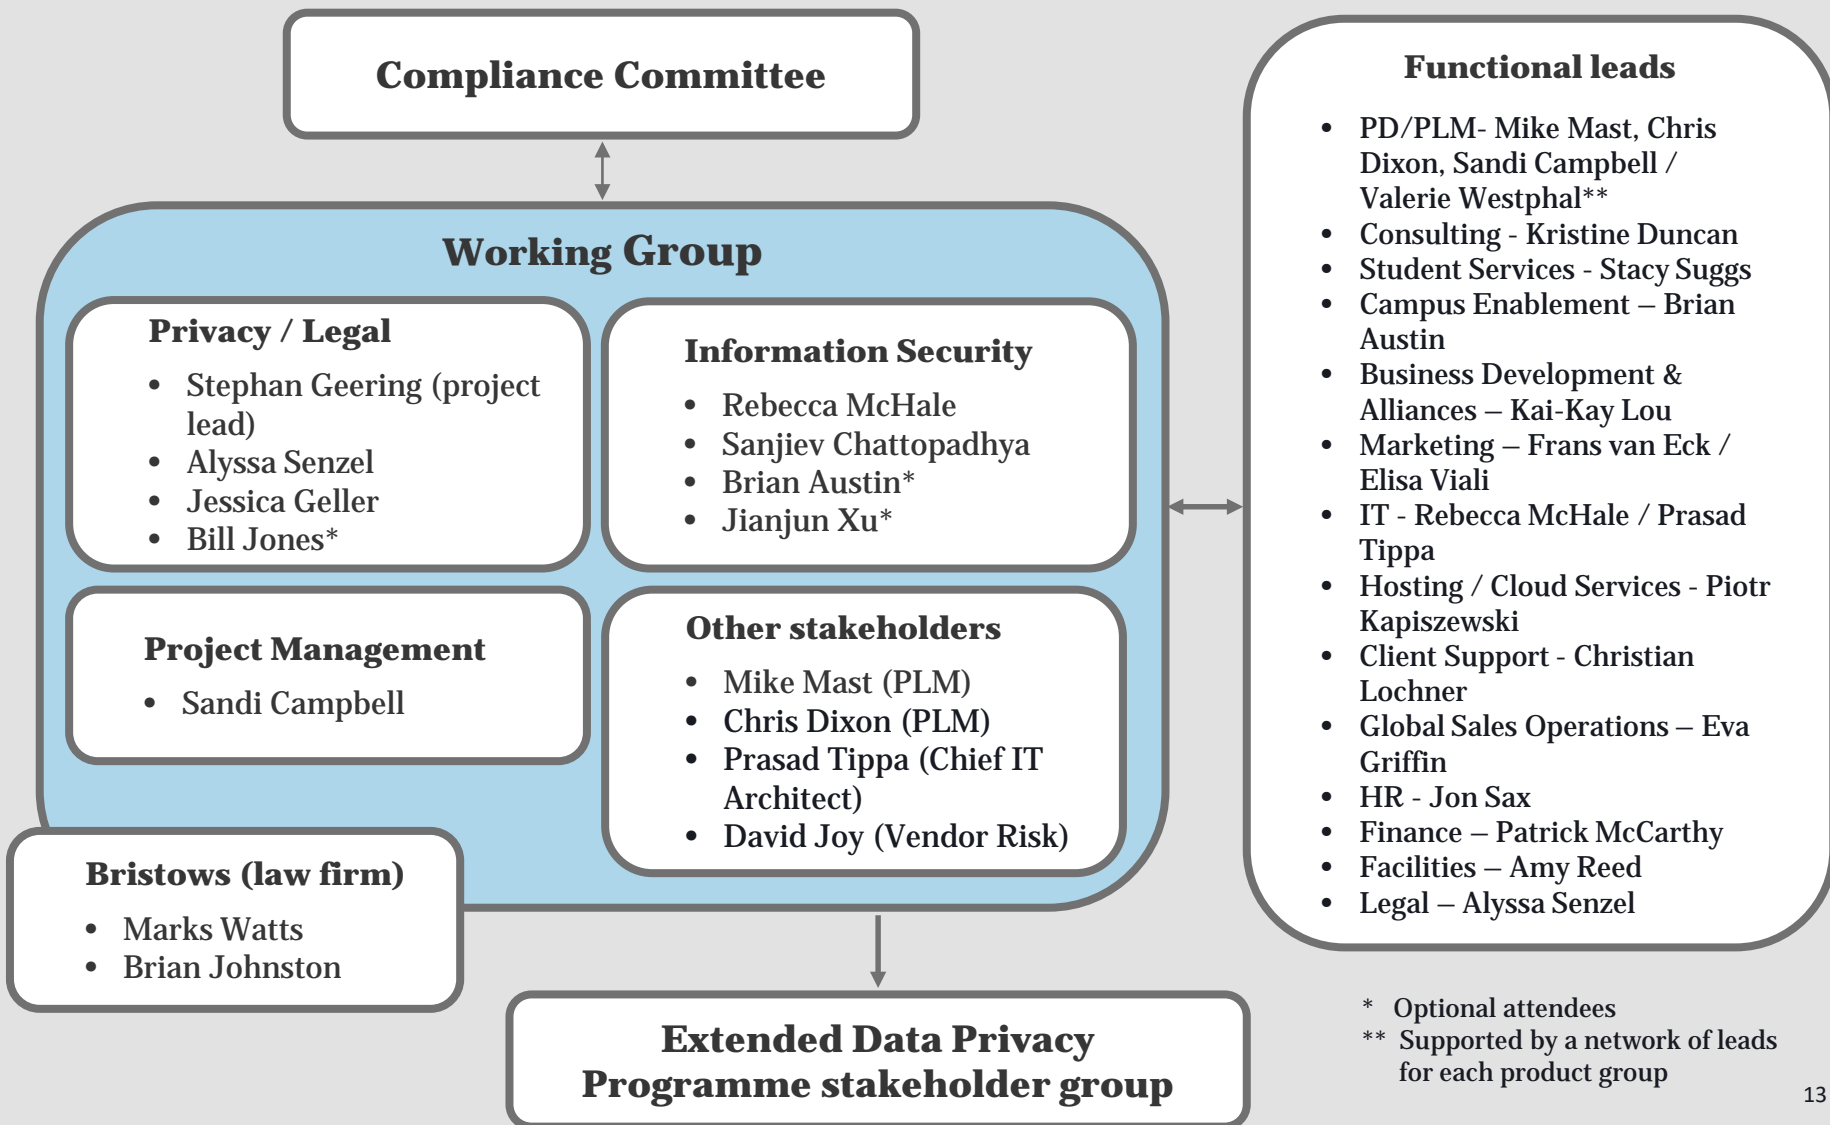 Compliance Committee
Working Group
Privacy / Legal
• Stephan Geering (project
lead)
• Alyssa Senzel
• Jessica Geller
• Bill Jones*
Information Security
• Rebecca McHale
• Sanjiev Chattopadhya
• Brian Austin*
• Jianjun Xu*
Project Management
• Sandi Campbell
Other stakeholders
• Mike Mast (PLM)
• Chris Dixon (PLM)
• Prasad Tippa (Chief IT
Architect)
• David Joy (Vendor Risk)
Bristows (law firm)
• Marks Watts
• Brian Johnston
Extended Data Privacy
Programme stakeholder group
Functional leads
• PD/PLM- Mike Mast, Chris
Dixon, Sandi Campbell /
Valerie Westphal**
• Consulting - Kristine Duncan
• Student Services - Stacy Suggs
• Campus Enablement – Brian
Austin
• Business Development &
Alliances – Kai-Kay Lou
• Marketing – Frans van Eck /
Elisa Viali
• IT - Rebecca McHale / Prasad
Tippa
• Hosting / Cloud Services - Piotr
Kapiszewski
• Client Support - Christian
Lochner
• Global Sales Operations – Eva
Griffin
• HR - Jon Sax
• Finance – Patrick McCarthy
• Facilities – Amy Reed
• Legal – Alyssa Senzel
* Optional attendees
** Supported by a network of leads
for each product group
13